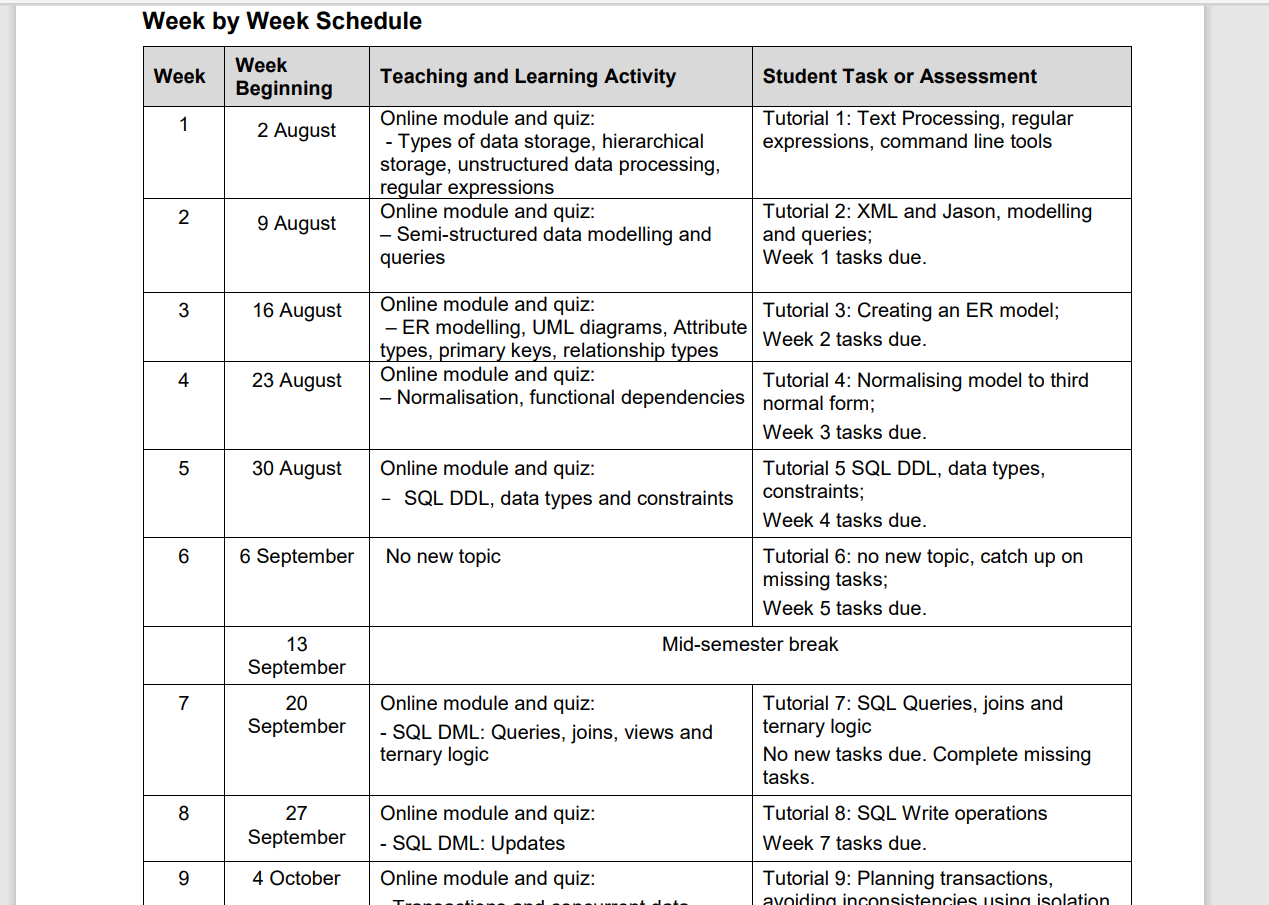 Week by Week Schedule
Week
Week
Beginning
Teaching and Learning Activity
Student Task or Assessment
1
2 August
Online module and quiz:
- Types of data storage, hierarchical
storage, unstructured data processing,
regular expressions
Tutorial 1: Text Processing, regular
expressions, command line tools
2
9 August
Online module and quiz:
– Semi-structured data modelling and
queries
Tutorial 2: XML and Jason, modelling
and queries;
Week 1 tasks due.
3
16 August
Online module and quiz:
– ER modelling, UML diagrams, Attribute
types, primary keys, relationship types
Tutorial 3: Creating an ER model;
Week 2 tasks due.
4
23 August
Online module and quiz:
– Normalisation, functional dependencies
Tutorial 4: Normalising model to third
normal form;
Week 3 tasks due.
5
30 August
Online module and quiz:
– SQL DDL, data types and constraints
Tutorial 5 SQL DDL, data types,
constraints;
Week 4 tasks due.
6
6 September
No new topic
Tutorial 6: no new topic, catch up on
missing tasks;
Week 5 tasks due.
13
September
Mid-semester break
7
20
September
Online module and quiz:
- SQL DML: Queries, joins, views and
ternary logic
Tutorial 7: SQL Queries, joins and
ternary logic
No new tasks due. Complete missing
tasks.
8
27
September
Online module and quiz:
- SQL DML: Updates
Tutorial 8: SQL Write operations
Week 7 tasks due.
9
4 October
Online module and quiz:
- Transactions and concurrent data
Tutorial 9: Planning transactions,
avoiding inconsistencies using isolation